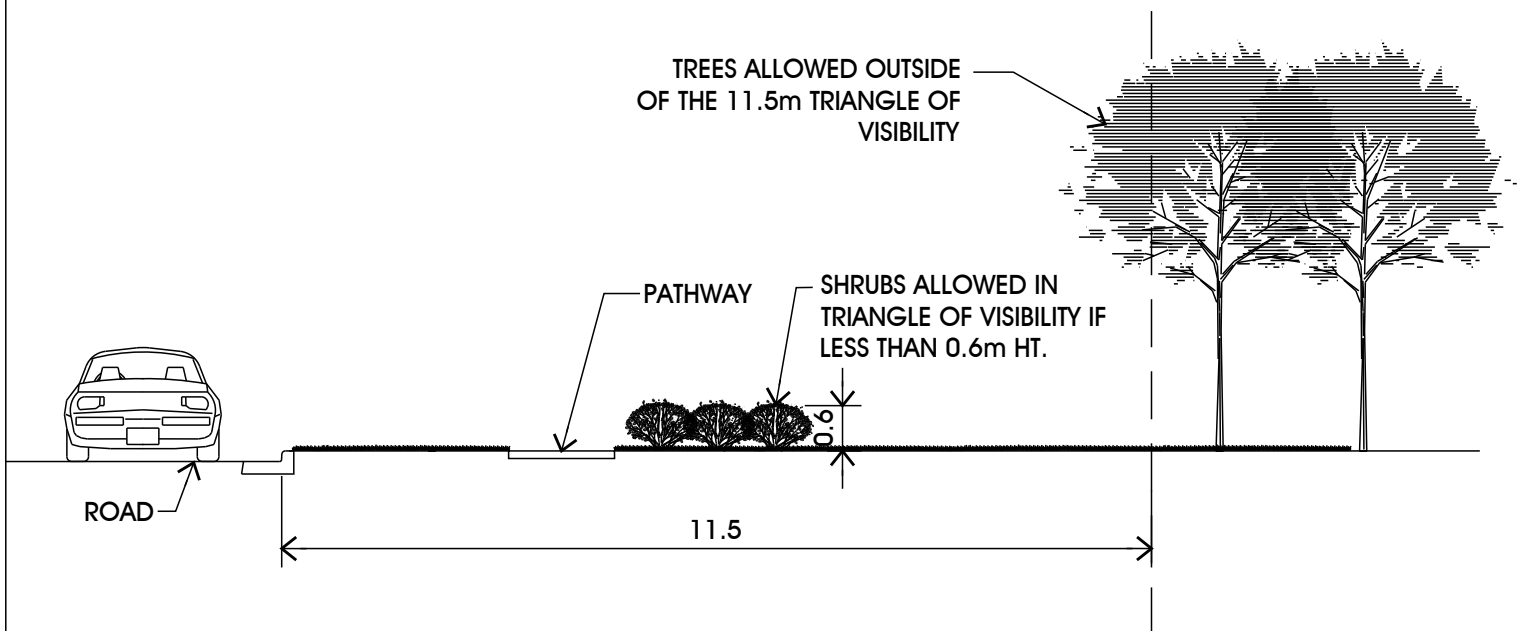 TREES ALLOWED OUTSIDE
OF THE 11.5m TRIANGLE OF
VISIBILITY
PATHWAY
SHRUBS ALLOWED IN
TRIANGLE OF VISIBILITY IF
LESS THAN 0.6m HT.
0.6
ROAD
11.5